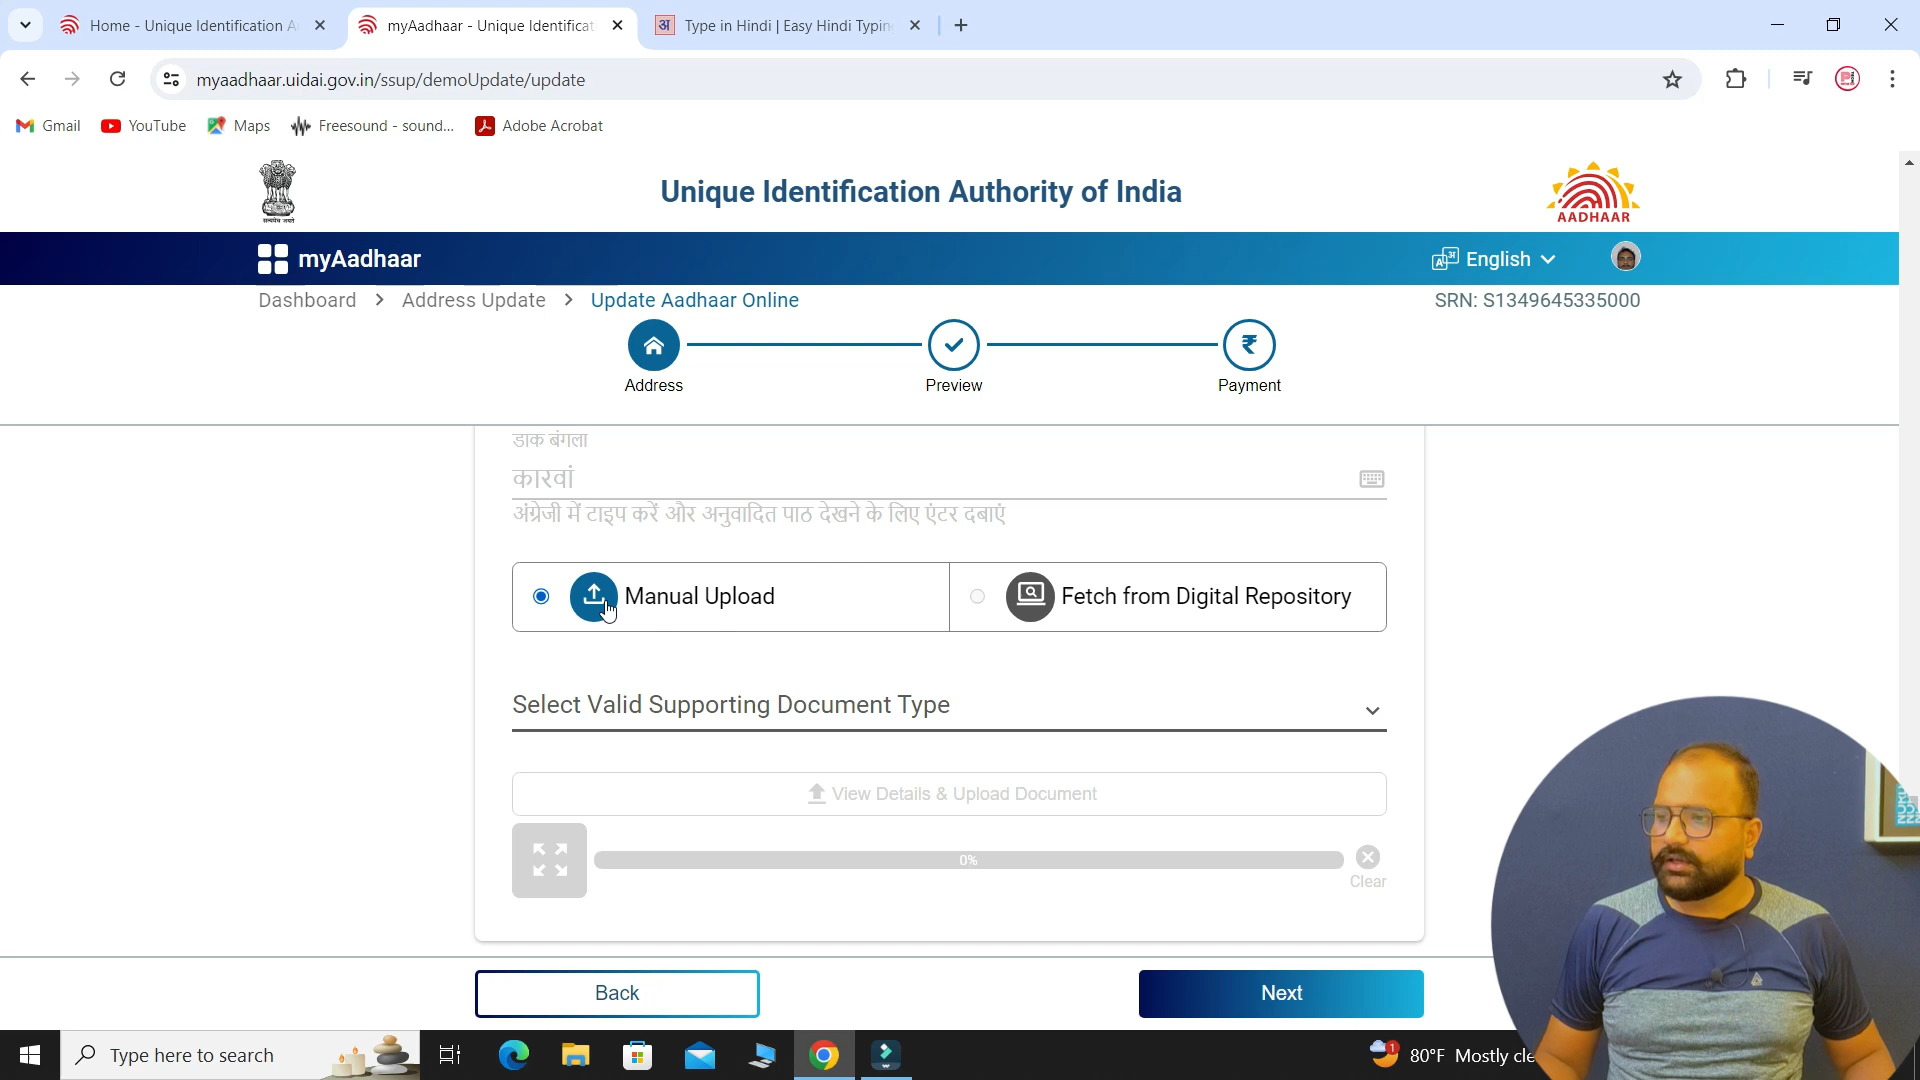 Home - Unique Identification A
myAadhaar - Unique Identificat
अ Type in Hindi | Easy Hindi Typin
myaadhaar.uidai.gov.in/ssup/demoUpdate/update
Gmail
YouTube
Maps
Freesound - sound...
Adobe Acrobat
सत्यमेव जयते
Unique Identification Authority of India
AADHAAR
myAadhaar
English
Dashboard > Address Update > Update Aadhaar Online
SRN: S1349645335000
₹
Address
Preview
Payment
डाक बंगला
कारवां
अंग्रेजी में टाइप करें और अनुवादित पाठ देखने के लिए एंटर दबाएं
Manual Upload
Fetch from Digital Repository
Select Valid Supporting Document Type
View Details & Upload Document
0%
Clear
Back
Next
Type here to search
1
80°F Mostly cle